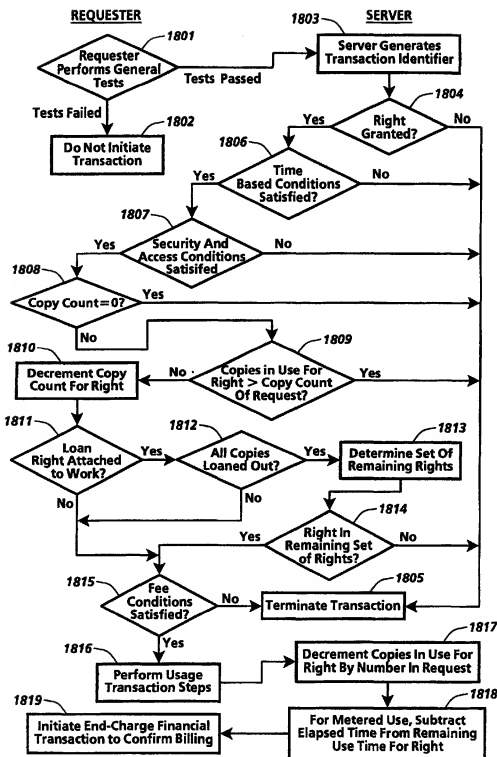 REQUESTER
SERVER
1801
Requester
Performs General
Tests
Tests Passed
Tests Failed
1802
Do Not Initiate
Transaction
1803
Server Generates
Transaction Identifier
1804
Right
Granted?
Yes
No
1806
Time
Based Conditions
Satisfied?
Yes
No
1807
Security And
Access Conditions
Satisifed
Yes
No
1808
Copy Count=0?
Yes
No
1809
Copies in Use For
Right > Copy Count
Of Request?
No
Yes
1810
Decrement Copy
Count For Right
1811
Loan
Right Attached
to Work?
Yes
No
1812
All Copies
Loaned Out?
Yes
No
1813
Determine Set Of
Remaining Rights
1814
Right In
Remaining Set
of Rights?
Yes
No
1815
Fee
Conditions
Satisfied?
No
Yes
1805
Terminate Transaction
1816
Perform Usage
Transaction Steps
1817
Decrement Copies In Use For
Right By Number In Request
1818
For Metered Use, Subtract
Elapsed Time From Remaining
Use Time For Right
1819
Initiate End-Charge Financial
Transaction to Confirm Billing